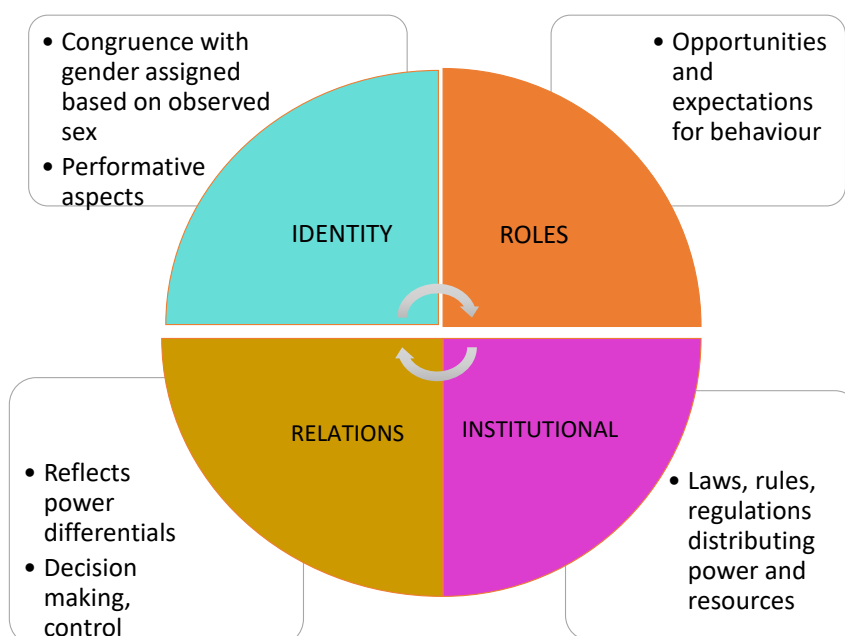 • Congruence with
gender assigned
based on observed
sex
• Performative
aspects
• Opportunities
and
expectations
for behaviour
IDENTITY
ROLES
RELATIONS
INSTITUTIONAL
• Reflects
power
differentials
• Decision
making,
control
• Laws, rules,
regulations
distributing
power and
resources